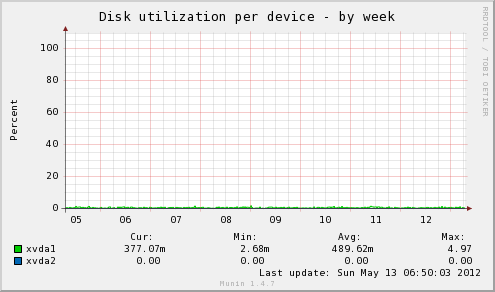 Disk utilization per device - by week
RRDTOOL / TOBI OETIKER
Percent
100
80
60
40
20
0
05 06 07 08 09 10 11 12
Cur: Min: Avg: Max:
xvda1 377.07m 2.68m 489.62m 4.97
xvda2 0.00 0.00 0.00 0.00
Last update: Sun May 13 06:50:03 2012
Munin 1.4.7